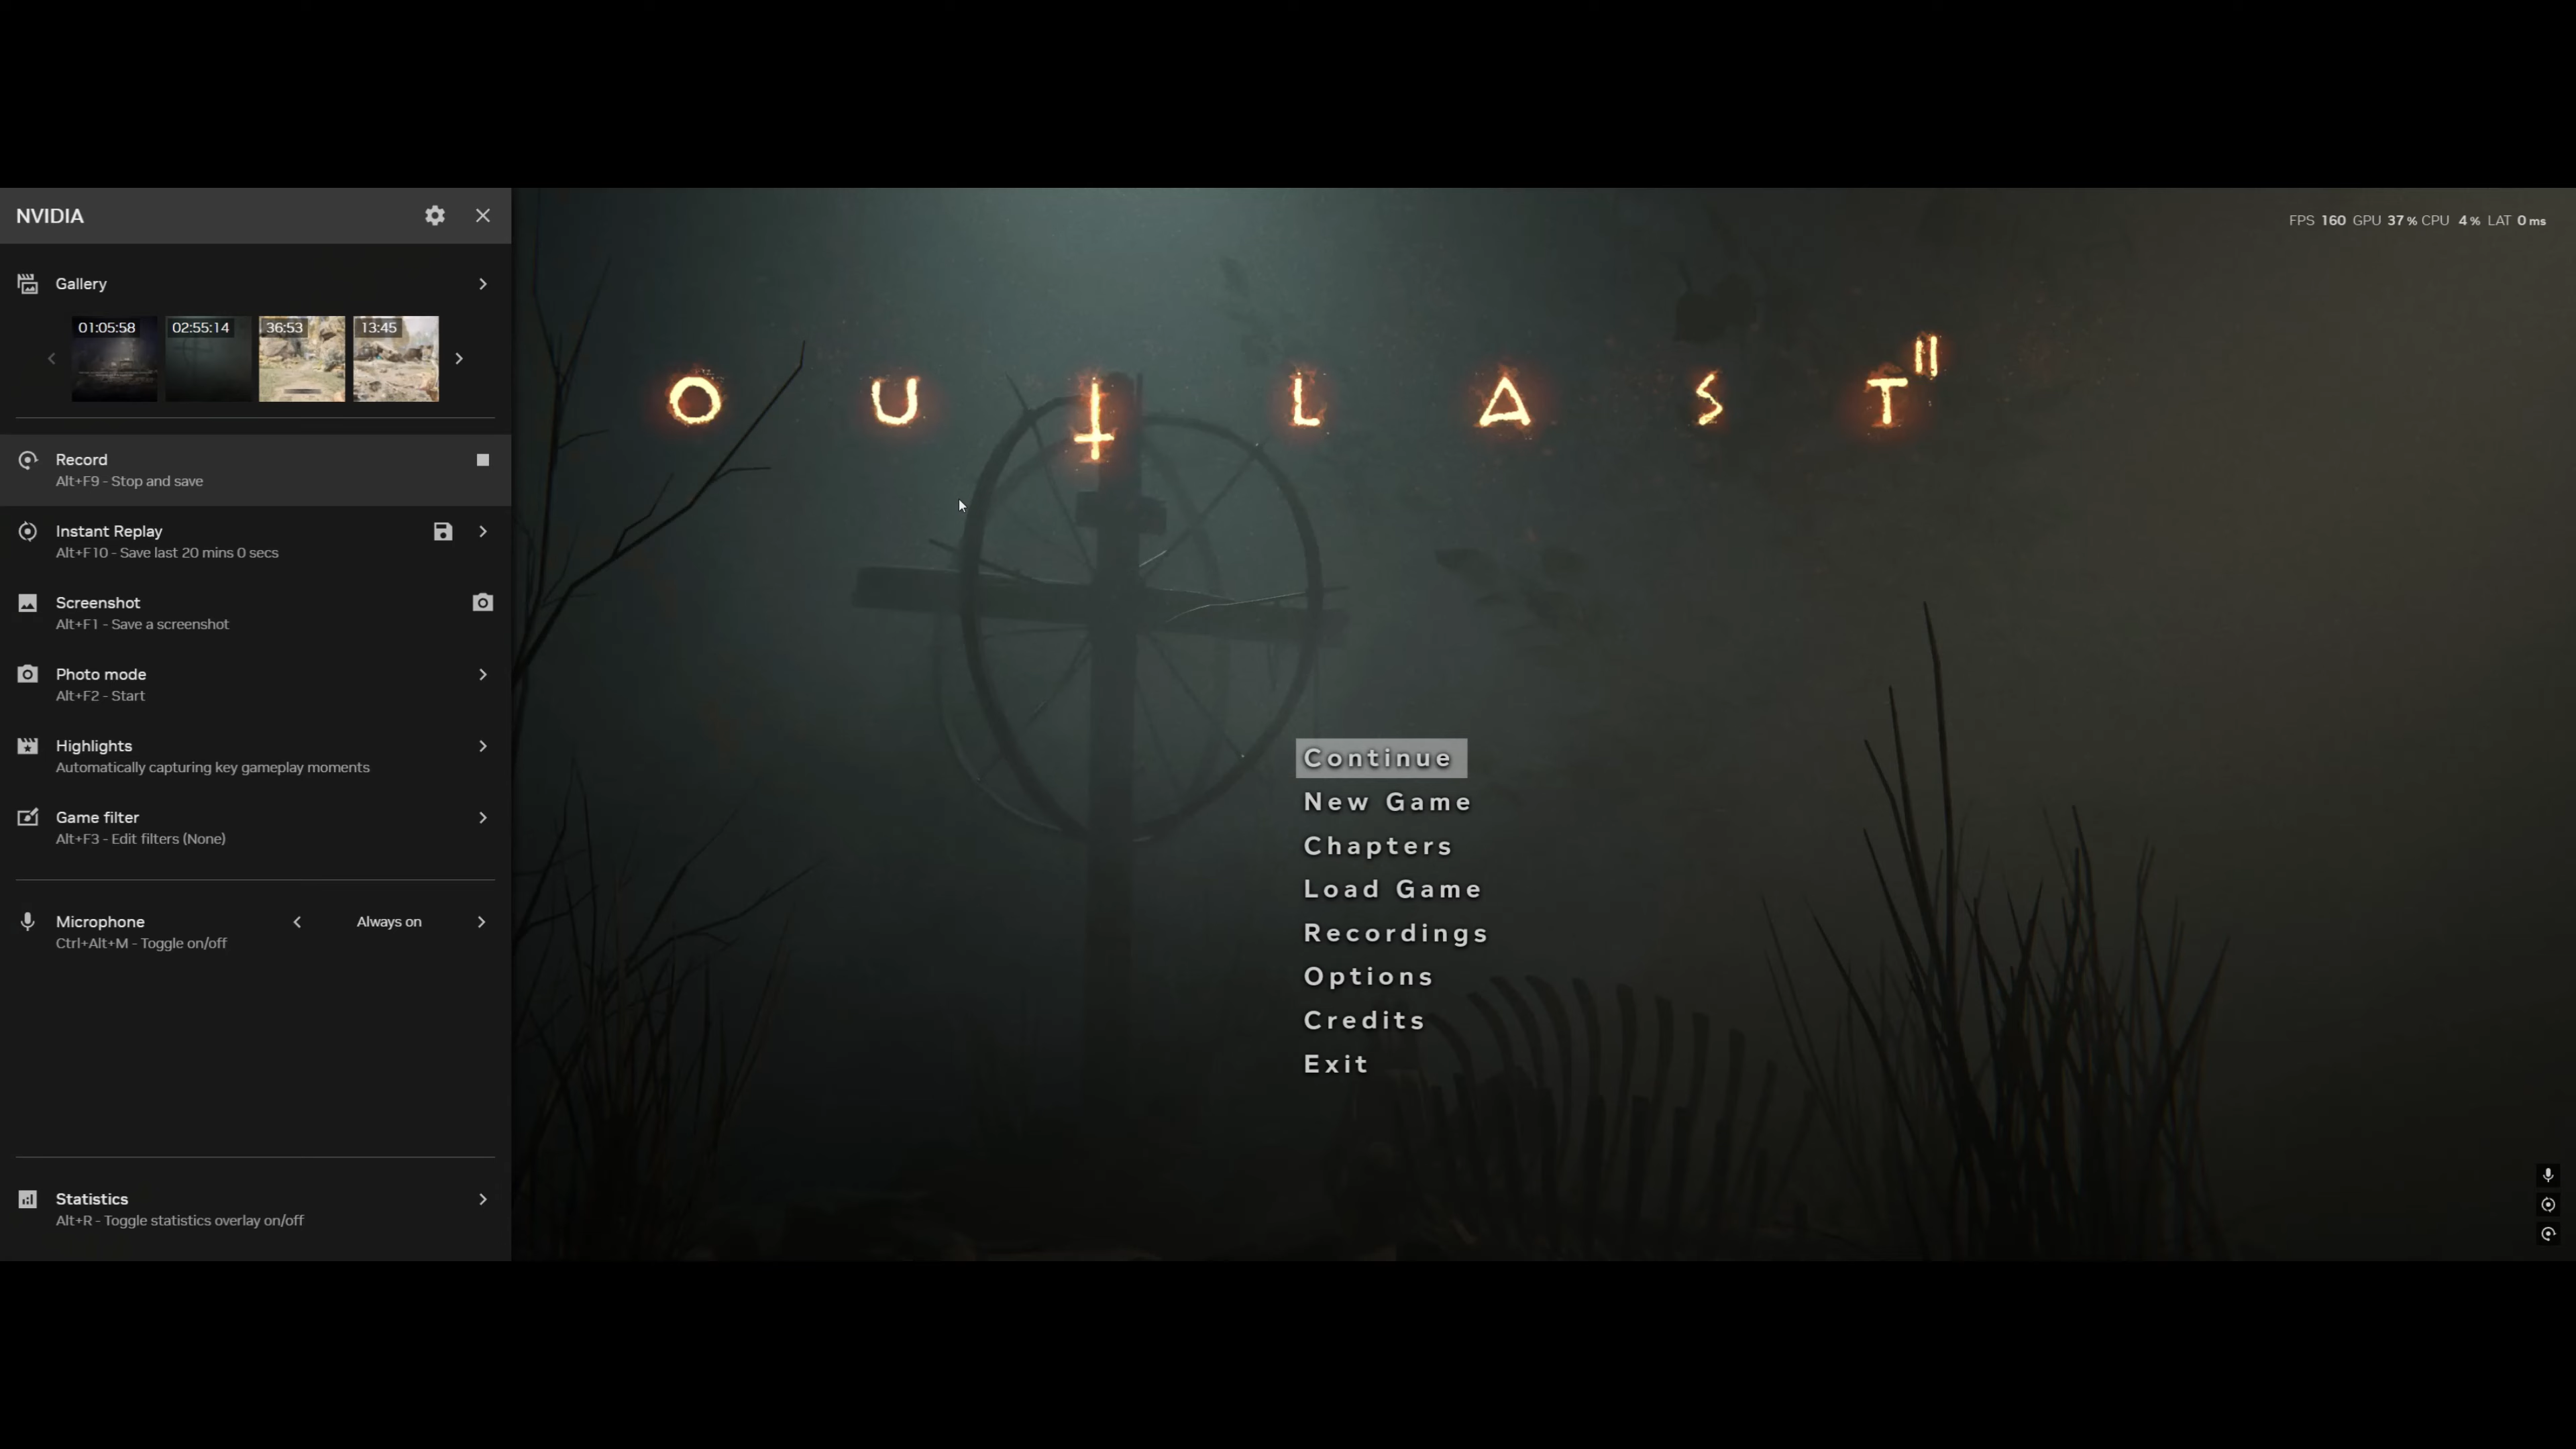 NVIDIA
FPS 160 GPU 37 % CPU 4 % LAT 0 ms
Gallery
01:05:58 02:55:14 36:53 13:45
OUTLAST II
Record
Alt+F9 - Stop and save
Instant Replay
Alt+F10 - Save last 20 mins 0 secs
Screenshot
Alt+F1 - Save a screenshot
Photo mode
Alt+F2 - Start
Highlights
Automatically capturing key gameplay moments
Game filter
Alt+F3 - Edit filters (None)
Microphone
Always on
Ctrl+Alt+M - Toggle on/off
Statistics
Alt+R - Toggle statistics overlay on/off
Continue
New Game
Chapters
Load Game
Recordings
Options
Credits
Exit